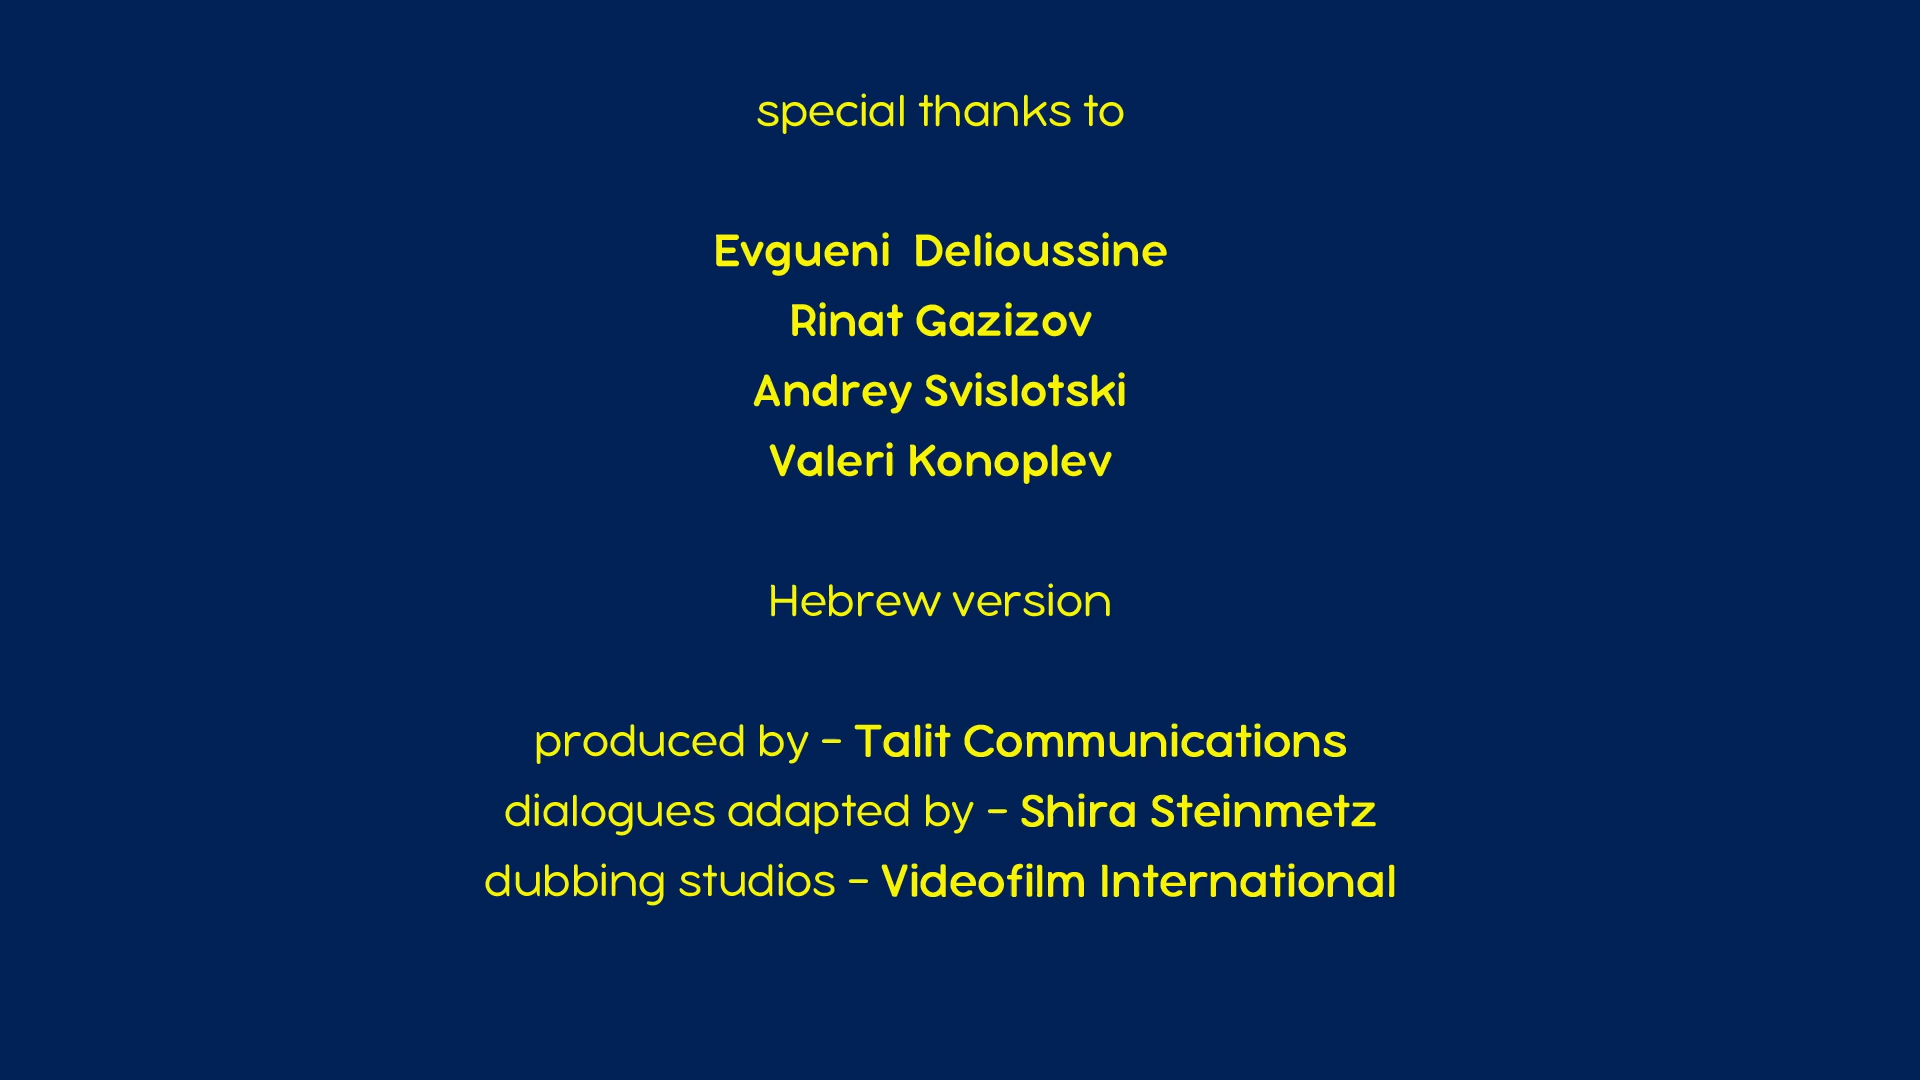 special thanks to
Evgueni  Delioussine
Rinat Gazizov
Andrey Svislotski
Valeri Konoplev
Hebrew version
produced by - Talit Communications
dialogues adapted by - Shira Steinmetz
dubbing studios - Videofilm International